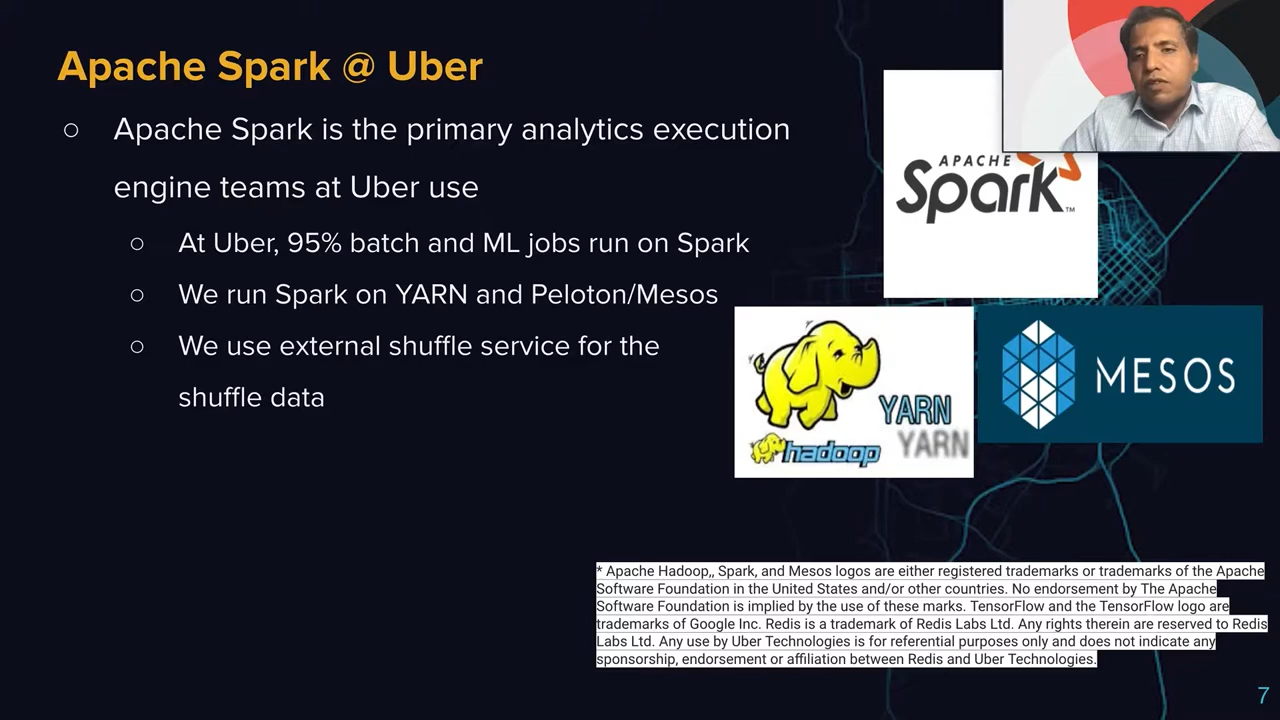 Apache Spark @ Uber
○ Apache Spark is the primary analytics execution
engine teams at Uber use
○ At Uber, 95% batch and ML jobs run on Spark
○ We run Spark on YARN and Peloton/Mesos
○ We use external shuffle service for the
shuffle data
APACHE
Spark™
YARN
hadoop
YARN
MESOS
* Apache Hadoop,, Spark, and Mesos logos are either registered trademarks or trademarks of the Apache
Software Foundation in the United States and/or other countries. No endorsement by The Apache
Software Foundation is implied by the use of these marks. TensorFlow and the TensorFlow logo are
trademarks of Google Inc. Redis is a trademark of Redis Labs Ltd. Any rights therein are reserved to Redis
Labs Ltd. Any use by Uber Technologies is for referential purposes only and does not indicate any
sponsorship, endorsement or affiliation between Redis and Uber Technologies.
7